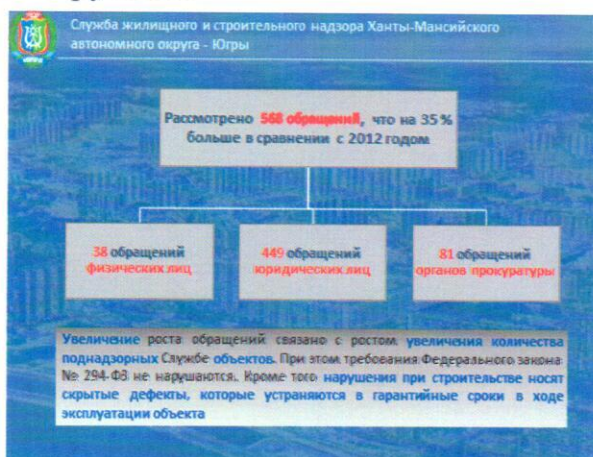 Служба жилищного и строительного надзора Ханты-Мансийского
автономного округа - Югры
Рассмотрено 568 обращений, что на 35 %
больше в сравнении с 2012 годом
38 обращений
физических лиц
449 обращений
юридических лиц
81 обращений
органов прокуратуры
Увеличение роста обращений связано с ростом увеличения количества
поднадзорных Службе объектов. При этом требования Федерального закона
№ 294-ФЗ не нарушаются. Кроме того нарушения при строительстве носят
скрытые дефекты, которые устраняются в гарантийные сроки в ходе
эксплуатации объекта